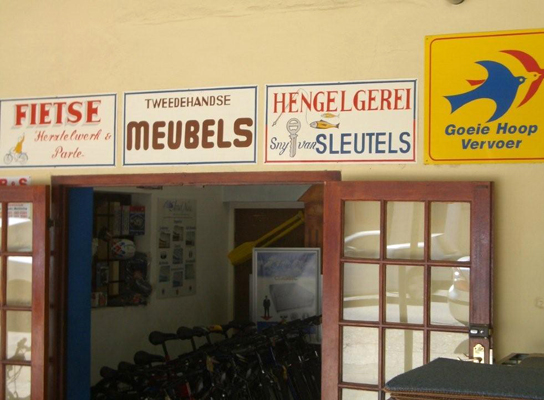 FIETSE
Herstelwerk &
Parte.
TWEEDEHANDSE
MEUBELS
HENGELGEREI
Sny van SLEUTELS
Goeie Hoop
Vervoer